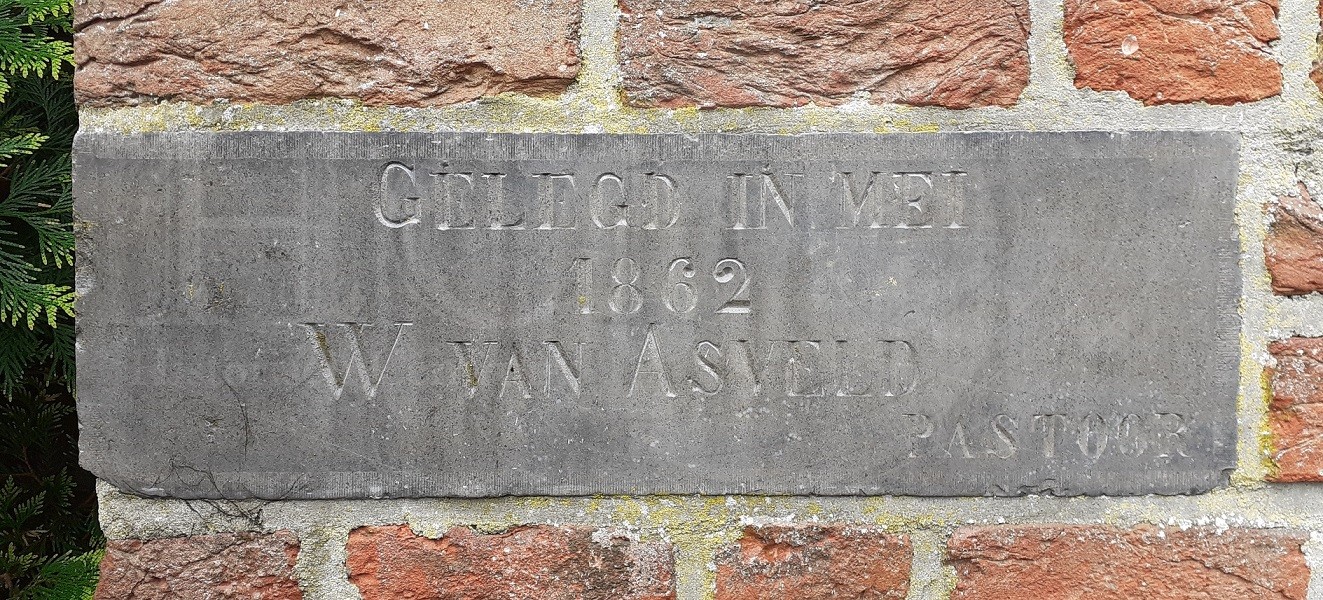 GELEGD IN MEI
1862
W VAN ASVELD
PASTOOR